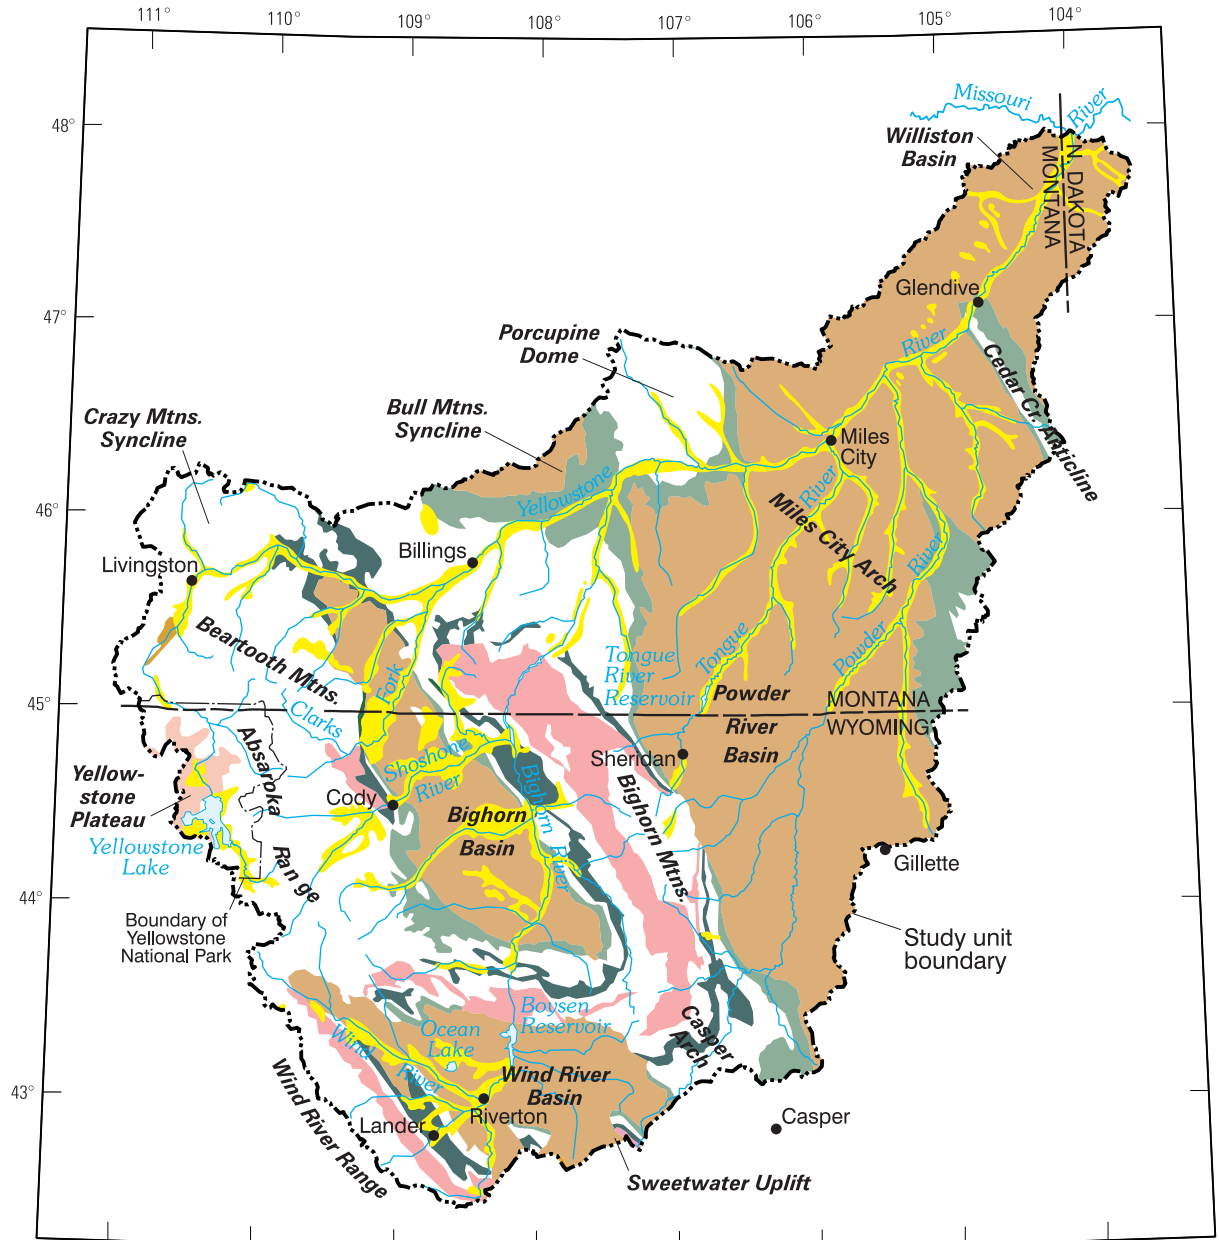 111°
110°
109°
108°
107°
106°
105°
104°
48°
47°
46°
45°
44°
43°
Missouri
River
Williston
Basin
N. DAKOTA
MONTANA
Glendive
Porcupine
Dome
River
Cedar Cr. Anticline
Crazy Mtns.
Syncline
Bull Mtns.
Syncline
Miles
City
Yellowstone
River
Miles City Arch
Billings
Livingston
River
Beartooth Mtns.
Tongue
River
Reservoir
Tongue
Powder
Fork
Clarks
Powder
River
Basin
MONTANA
WYOMING
Absaroka
Range
Shoshone
River
Sheridan
Yellow-
stone
Plateau
Cody
Bighorn
River
Bighorn Mtns.
Bighorn
Basin
Yellowstone
Lake
Gillette
Boundary of
Yellowstone
National Park
Study unit
boundary
Boysen
Reservoir
Ocean
Lake
Casper
Arch
Wind
River
Wind River
Basin
Wind River Range
Riverton
Lander
Casper
Sweetwater Uplift